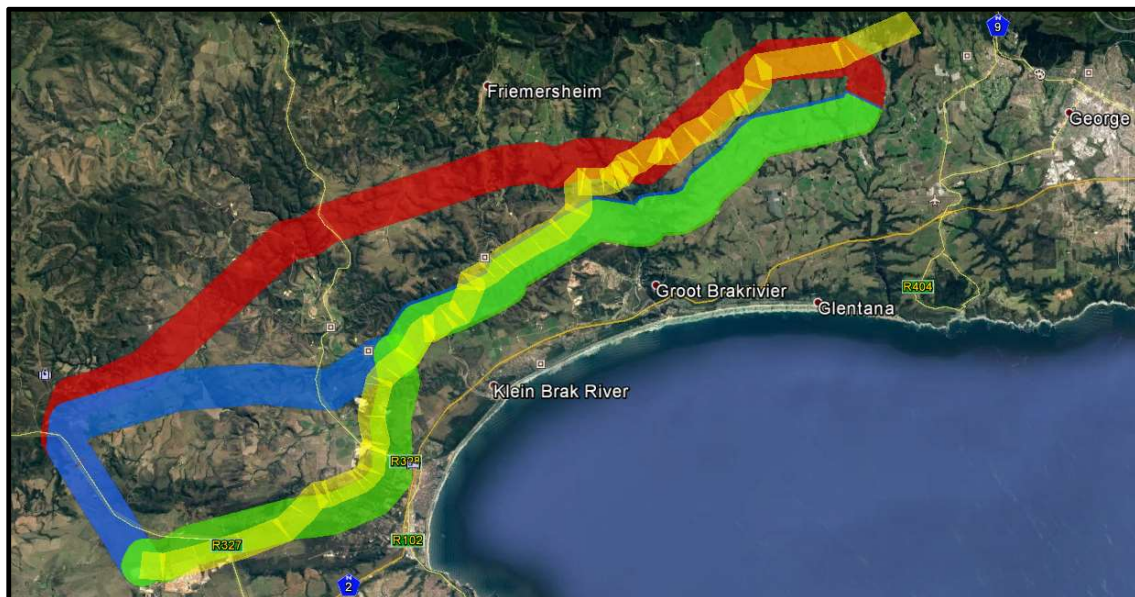 N
9
Friemersheim
George
R404
Groot Brakrivier
Glentana
Klein Brak River
R328
R327
R102
N
2